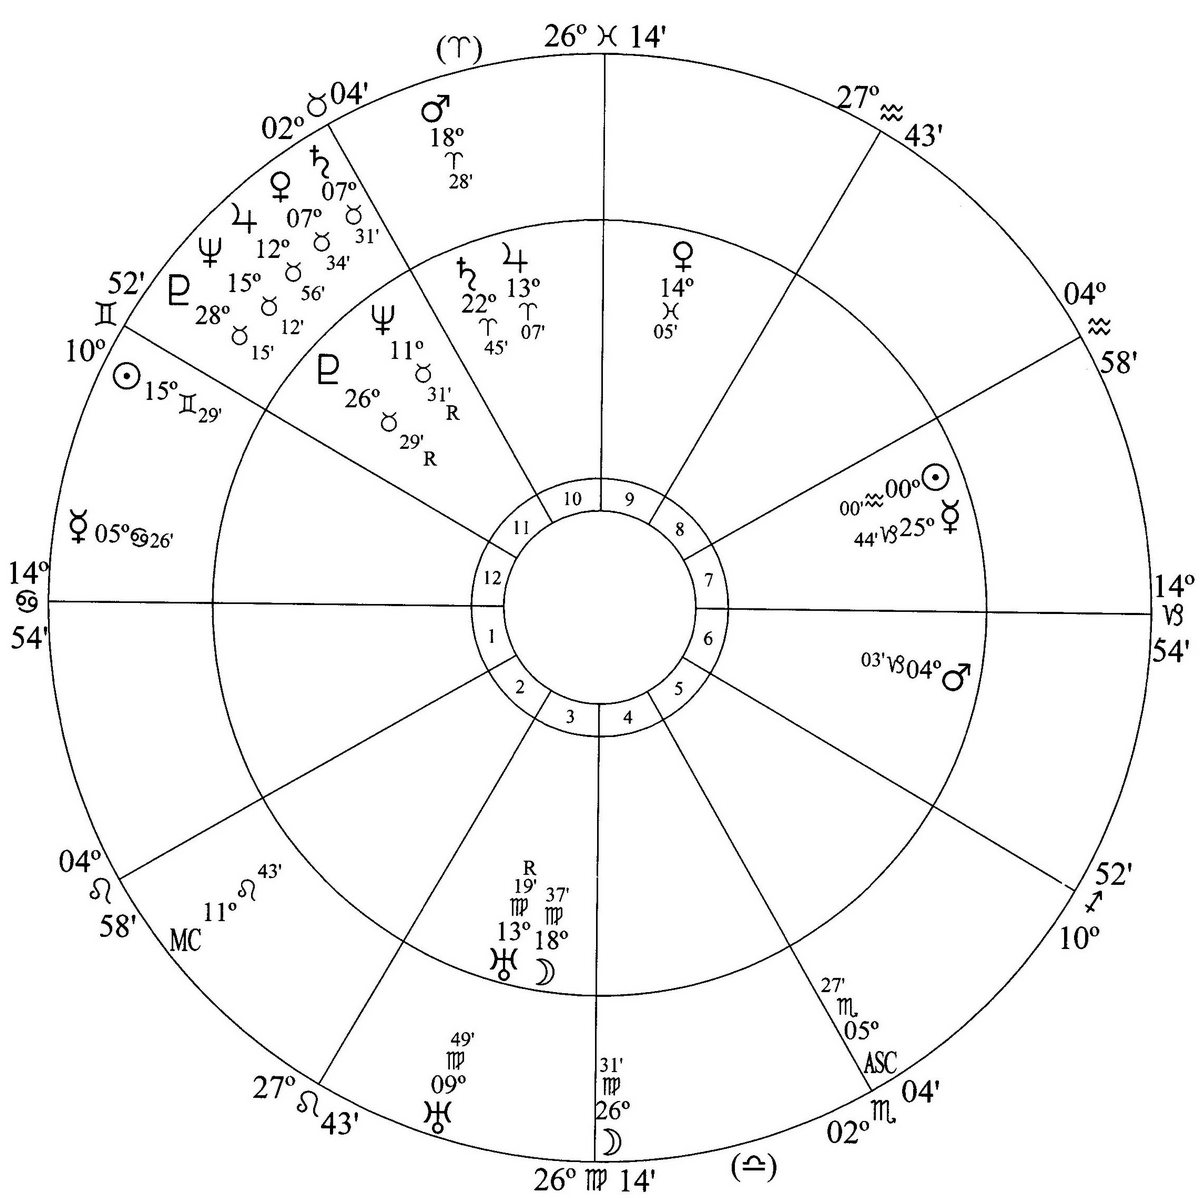 26° ♓ 14'
(♈)
02° ♉ 04'
52' ♊ 10°
14° ♋ 54'
04° ♌ 58'
27° ♌ 43'
26° ♍ 14'
(♎)
02° ♏ 04'
52' ♐ 10°
14° ♑ 54'
04° ♒ 58'
27° ♒ 43'
♂ 18° ♈ 28'
♄ 07° ♉ 31'
♀ 07° ♉ 34'
♃ 12° ♉ 56'
♆ 15° ♉ 12'
♇ 28° ♉ 15'
☉ 15° ♊ 29'
☿ 05° ♋ 26'
MC 11° ♌ 43'
♅ 09° ♍ 49'
☽ 26° ♍ 31'
ASC 05° ♏ 27'
♀ 14° ♓ 05'
♃ 13° ♈ 07'
♄ 22° ♈ 45'
♆ 11° ♉ 31' R
♇ 26° ♉ 29' R
♅ 13° ♍ 19' R
☽ 18° ♍ 37'
03' ♑ 04° ♂
44' ♑ 25° ☿
00' ♒ 00° ☉
1
2
3
4
5
6
7
8
9
10
11
12